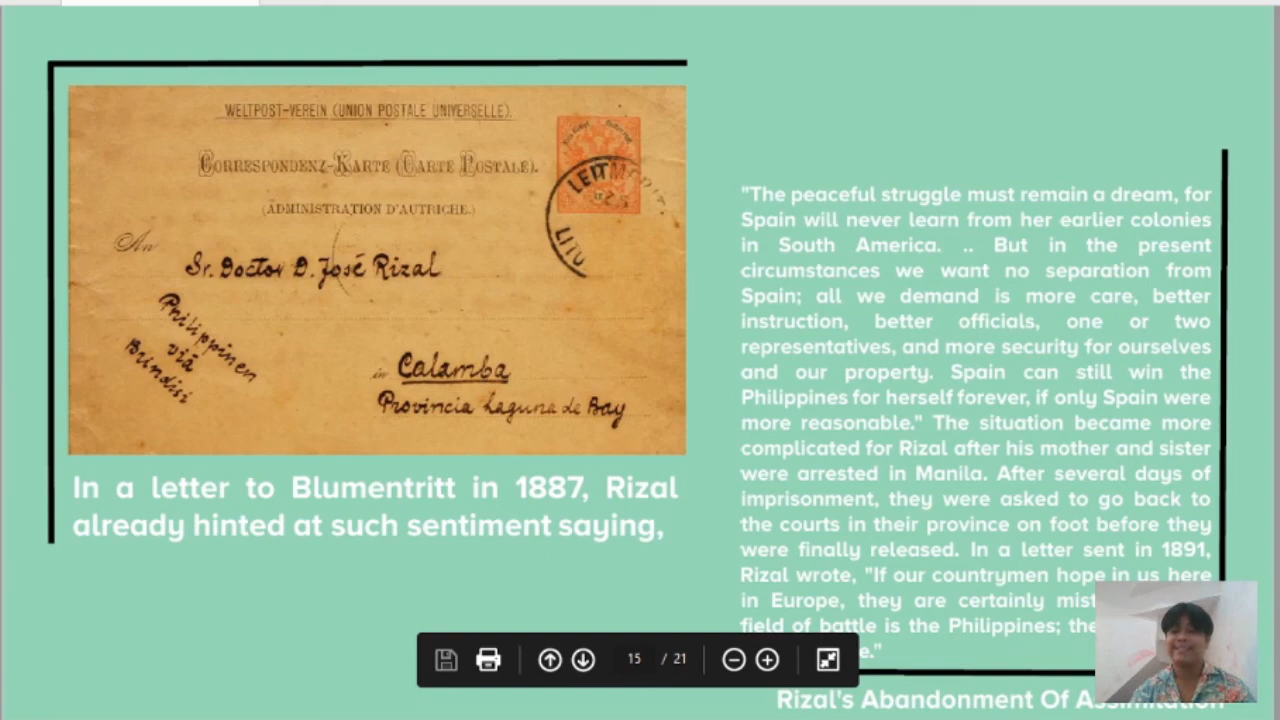 WELTPOST-VEREIN (UNION POSTALE UNIVERSELLE).
CORRESPONDENZ-KARTE (CARTE POSTALE).
(ADMINISTRATION D'AUTRICHE.)
An
Sr. Doctor D. José Rizal
Philippinen
viâ
Brindisi
in Calamba
Provincia Laguna de Bay
In a letter to Blumentritt in 1887, Rizal
already hinted at such sentiment saying,
"The peaceful struggle must remain a dream, for
Spain will never learn from her earlier colonies
in South America. .. But in the present
circumstances we want no separation from
Spain; all we demand is more care, better
instruction, better officials, one or two
representatives, and more security for ourselves
and our property. Spain can still win the
Philippines for herself forever, if only Spain were
more reasonable." The situation became more
complicated for Rizal after his mother and sister
were arrested in Manila. After several days of
imprisonment, they were asked to go back to
the courts in their province on foot before they
were finally released. In a letter sent in 1891,
Rizal wrote, "If our countrymen hope in us here
in Europe, they are certainly
field of battle is the Philippines;
Rizal's Abandonment Of
15 / 21